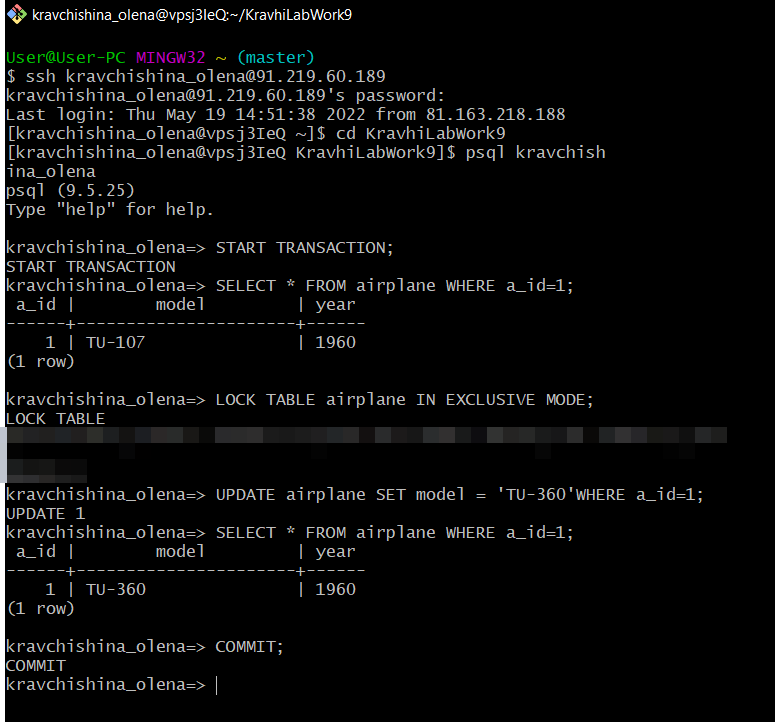 kravchishina_olena@vpsj3IeQ:~/KravhiLabWork9
User@User-PC MINGW32 ~ (master)
$ ssh kravchishina_olena@91.219.60.189
kravchishina_olena@91.219.60.189's password:
Last login: Thu May 19 14:51:38 2022 from 81.163.218.188
[kravchishina_olena@vpsj3IeQ ~]$ cd KravhiLabWork9
[kravchishina_olena@vpsj3IeQ KravhiLabWork9]$ psql kravchish
ina_olena
psql (9.5.25)
Type "help" for help.
kravchishina_olena=> START TRANSACTION;
START TRANSACTION
kravchishina_olena=> SELECT * FROM airplane WHERE a_id=1;
 a_id |        model         | year
------+----------------------+------
    1 | TU-107               | 1960
(1 row)
kravchishina_olena=> LOCK TABLE airplane IN EXCLUSIVE MODE;
LOCK TABLE
kravchishina_olena=> UPDATE airplane SET model = 'TU-360'WHERE a_id=1;
UPDATE 1
kravchishina_olena=> SELECT * FROM airplane WHERE a_id=1;
 a_id |        model         | year
------+----------------------+------
    1 | TU-360               | 1960
(1 row)
kravchishina_olena=> COMMIT;
COMMIT
kravchishina_olena=>